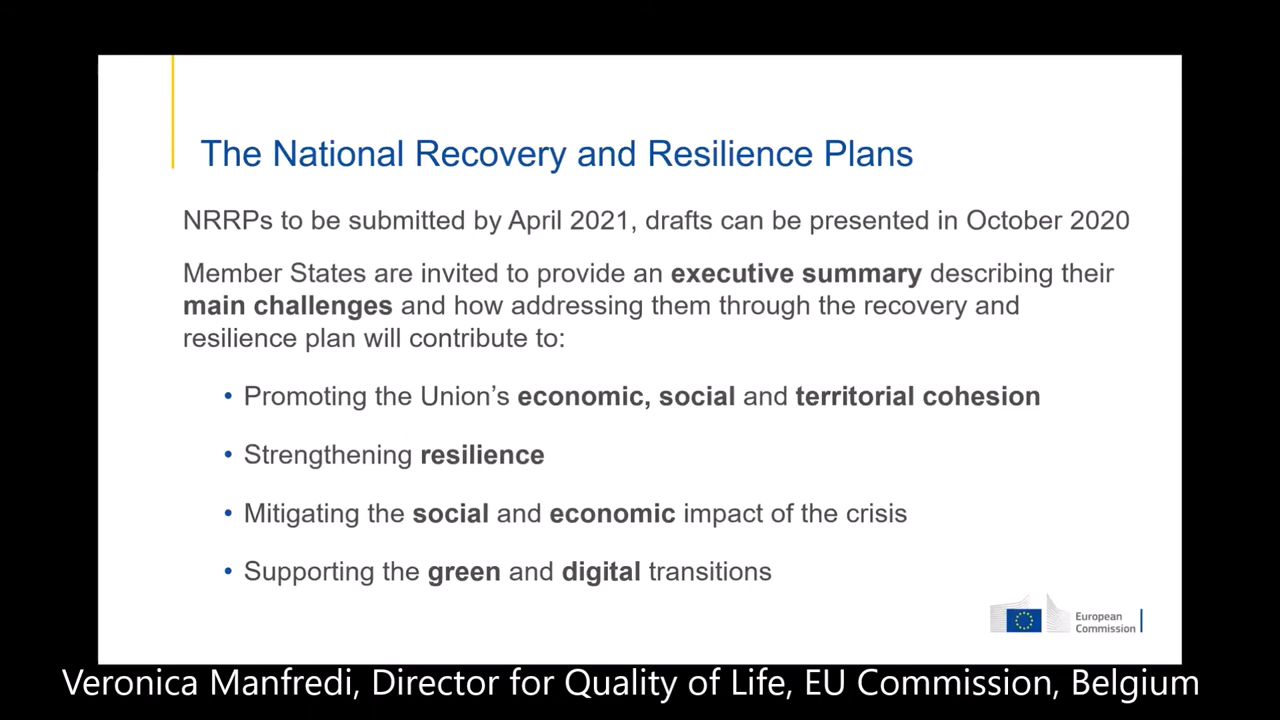 The National Recovery and Resilience Plans
NRRPs to be submitted by April 2021, drafts can be presented in October 2020
Member States are invited to provide an executive summary describing their
main challenges and how addressing them through the recovery and
resilience plan will contribute to:
• Promoting the Union's economic, social and territorial cohesion
• Strengthening resilience
• Mitigating the social and economic impact of the crisis
• Supporting the green and digital transitions
European
Commission
Veronica Manfredi, Director for Quality of Life, EU Commission, Belgium